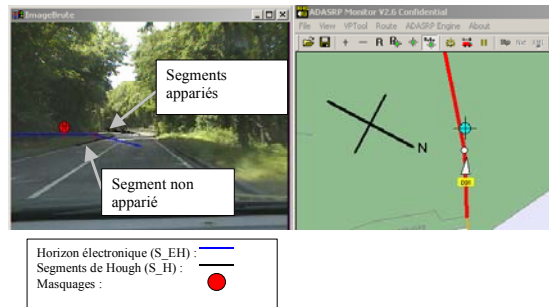 ImageBrute
Segments
appariés
Segment non
apparié
ADASRP Monitor V2.6 Confidential
File View VPTool Route ADASRP Engine About
N
Horizon électronique (S_EH) :
Segments de Hough (S_H) :
Masquages :